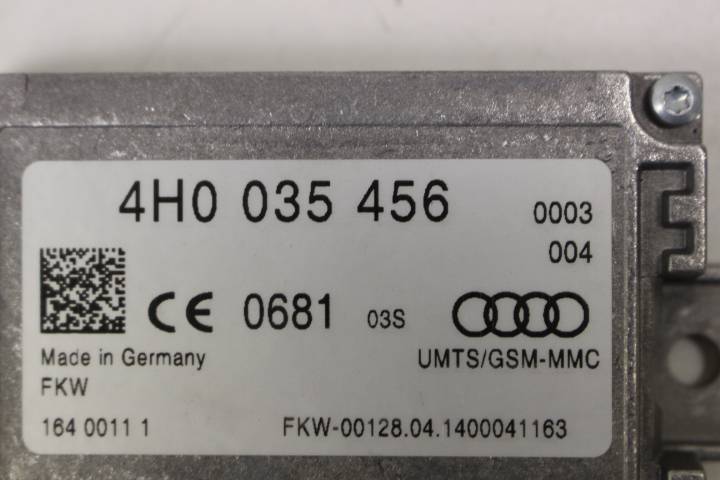 4H0 035 456 0003
004
CE 0681 03S
Made in Germany UMTS/GSM-MMC
FKW
164 0011 1 FKW-00128.04.1400041163